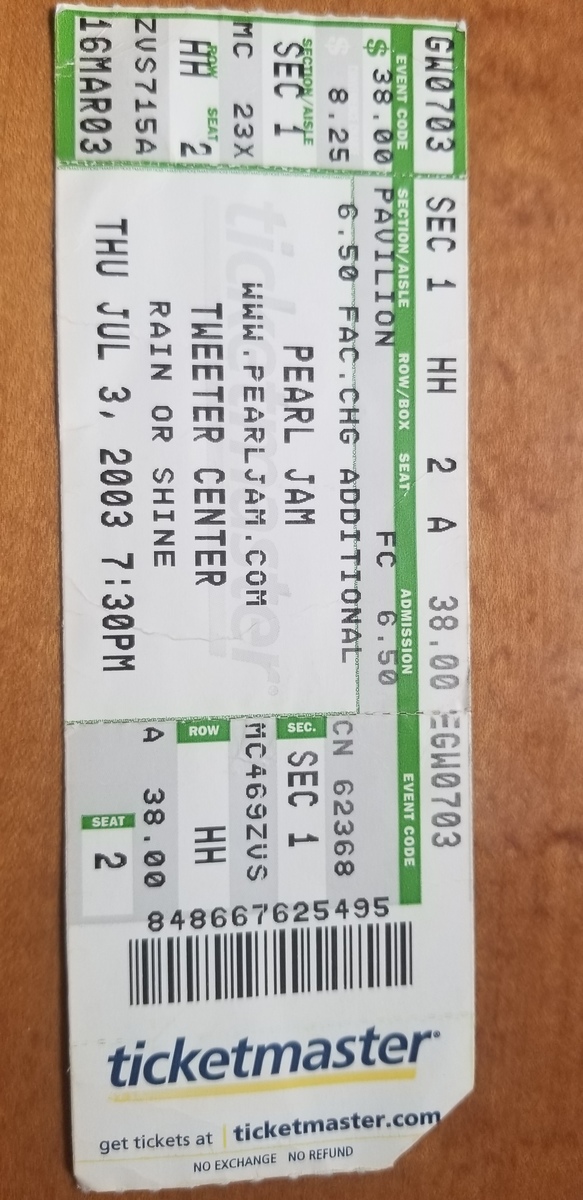 GW0703 SEC 1 HH 2 A 38.00 EGW0703
EVENT CODE SECTION/AISLE ROW/BOX SEAT ADMISSION EVENT CODE
$ 38.00 PAVILION FC 6.50
$ 8.25 6.50 FAC.CHG ADDITIONAL CN 62368
SECTION/AISLE
SEC 1 PEARL JAM SEC. SEC 1
MC 23X WWW.PEARLJAM.COM MC469ZVS
ROW SEAT
HH 2 TWEETER CENTER ROW HH
ZVS715A RAIN OR SHINE A 38.00
16MAR03 THU JUL 3, 2003 7:30PM SEAT 2
ticketmaster®
848667625495
ticketmaster®
get tickets at ticketmaster.com
NO EXCHANGE NO REFUND